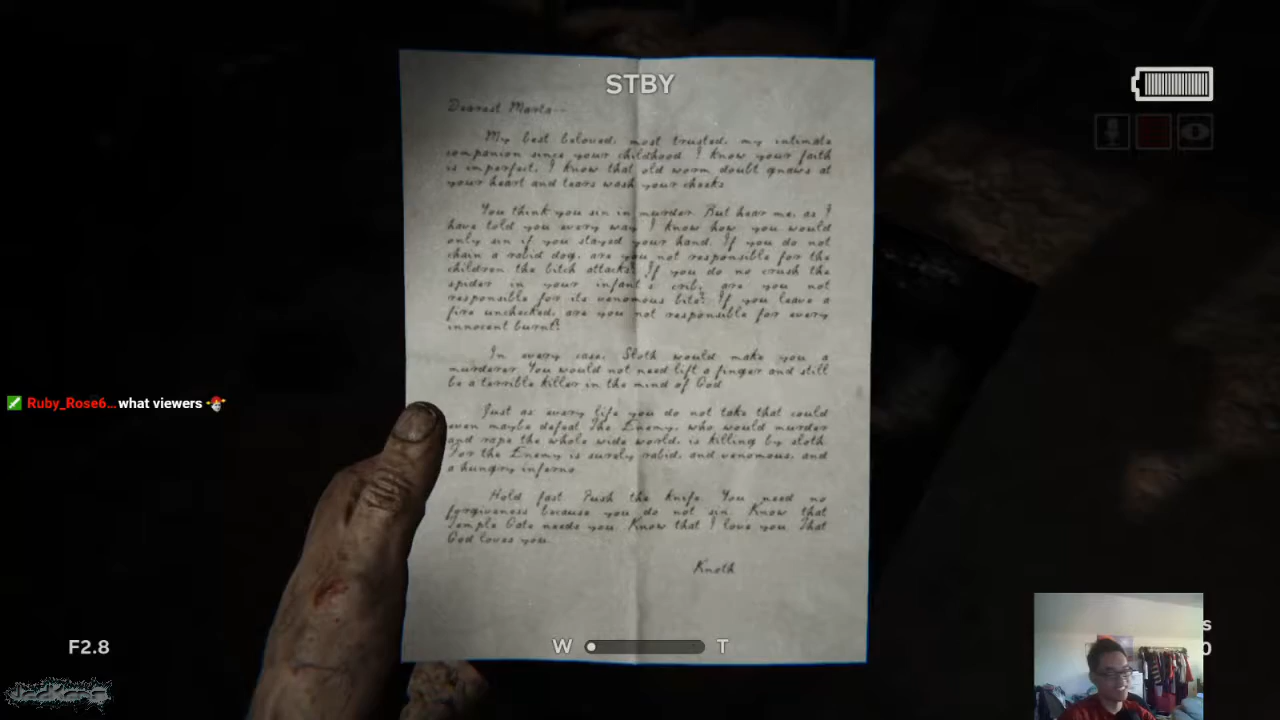 STBY
Dearest Marta--
My best beloved, most trusted, my intimate
companion since your childhood. I know your faith
is imperfect. I know that old worm doubt gnaws at
your heart and tears wash your cheeks
You think you sin in murder. But hear me, as I
have told you every way I know how, you would
only sin if you stayed your hand. If you do not
chain a rabid dog, are you not responsible for the
children the bitch attacks? If you do no crush the
spider in your infant's crib, are you not
responsible for its venomous bite? If you leave a
fire unchecked, are you not responsible for every
innocent burnt?
In every case, Sloth would make you a
murderer. You would not need lift a finger and still
be a terrible killer in the mind of God
Just as every life you do not take that could
even maybe defeat The Enemy, who would murder
and rape the whole wide world, is killing by sloth.
For the Enemy is surely rabid, and venomous, and
a hungry inferno
Hold fast. Push the knife. You need no
forgiveness because you do not sin. Know that
Temple Gate needs you. Know that I love you. That
God loves you.
Knoth
Ruby_Rose6... what viewers
F2.8
W T